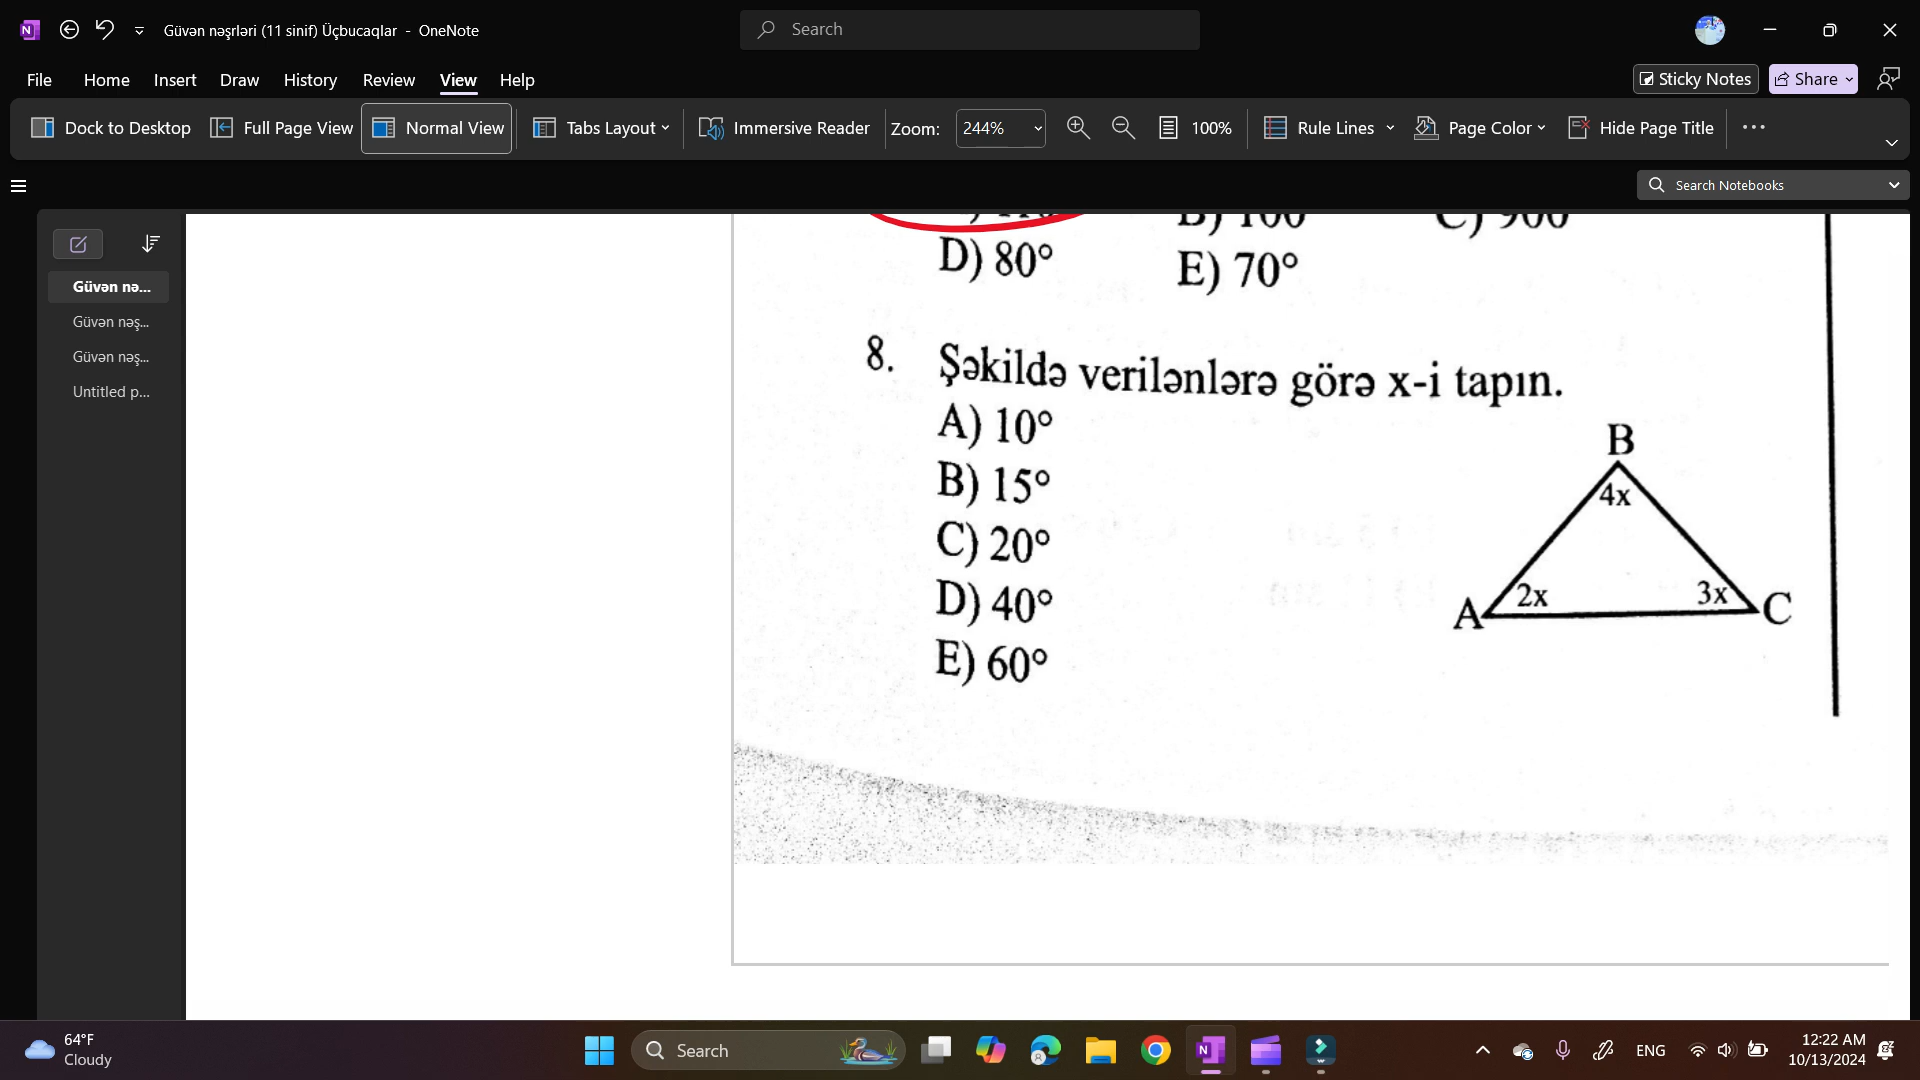 Güvən nəşrləri (11 sinif) Üçbucaqlar - OneNote
Search
File Home Insert Draw History Review View Help
Sticky Notes Share
Dock to Desktop Full Page View Normal View Tabs Layout Immersive Reader Zoom: 244% 100% Rule Lines Page Color Hide Page Title
Search Notebooks
Güvən nə...
Güvən nəş...
Güvən nəş...
Untitled p...
D) 80° E) 70°
8. Şəkildə verilənlərə görə x-i tapın.
A) 10°
B) 15°
C) 20°
D) 40°
E) 60°
B
4x
2x 3x
A C
64°F
Cloudy
Search
ENG
12:22 AM
10/13/2024